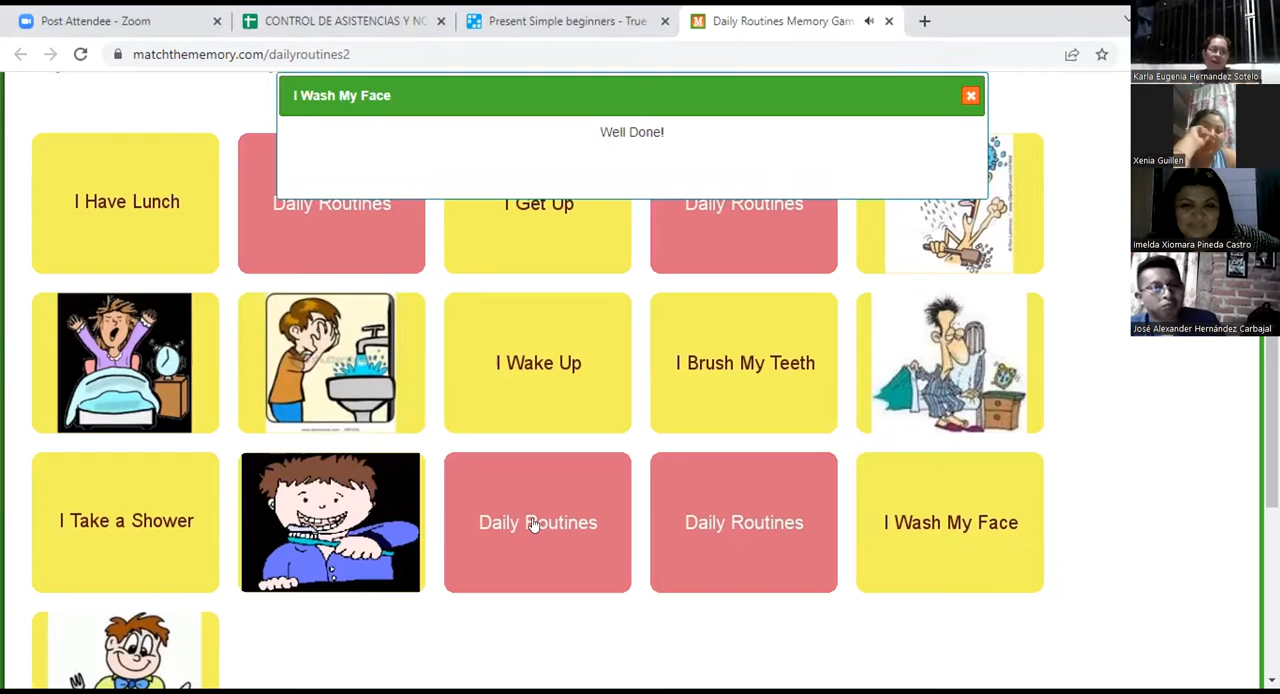 Post Attendee - Zoom
CONTROL DE ASISTENCIAS Y NO
Present Simple beginners - True
Daily Routines Memory Gam
matchthememory.com/dailyroutines2
I Wash My Face
Well Done!
I Have Lunch
Daily Routines
I Get Up
Daily Routines
I Wake Up
I Brush My Teeth
I Take a Shower
Daily Routines
Daily Routines
I Wash My Face
Karla Eugenia Hernandez Sotelo
Xenia Guillen
Imelda Xiomara Pineda Castro
José Alexander Hernández Carbajal